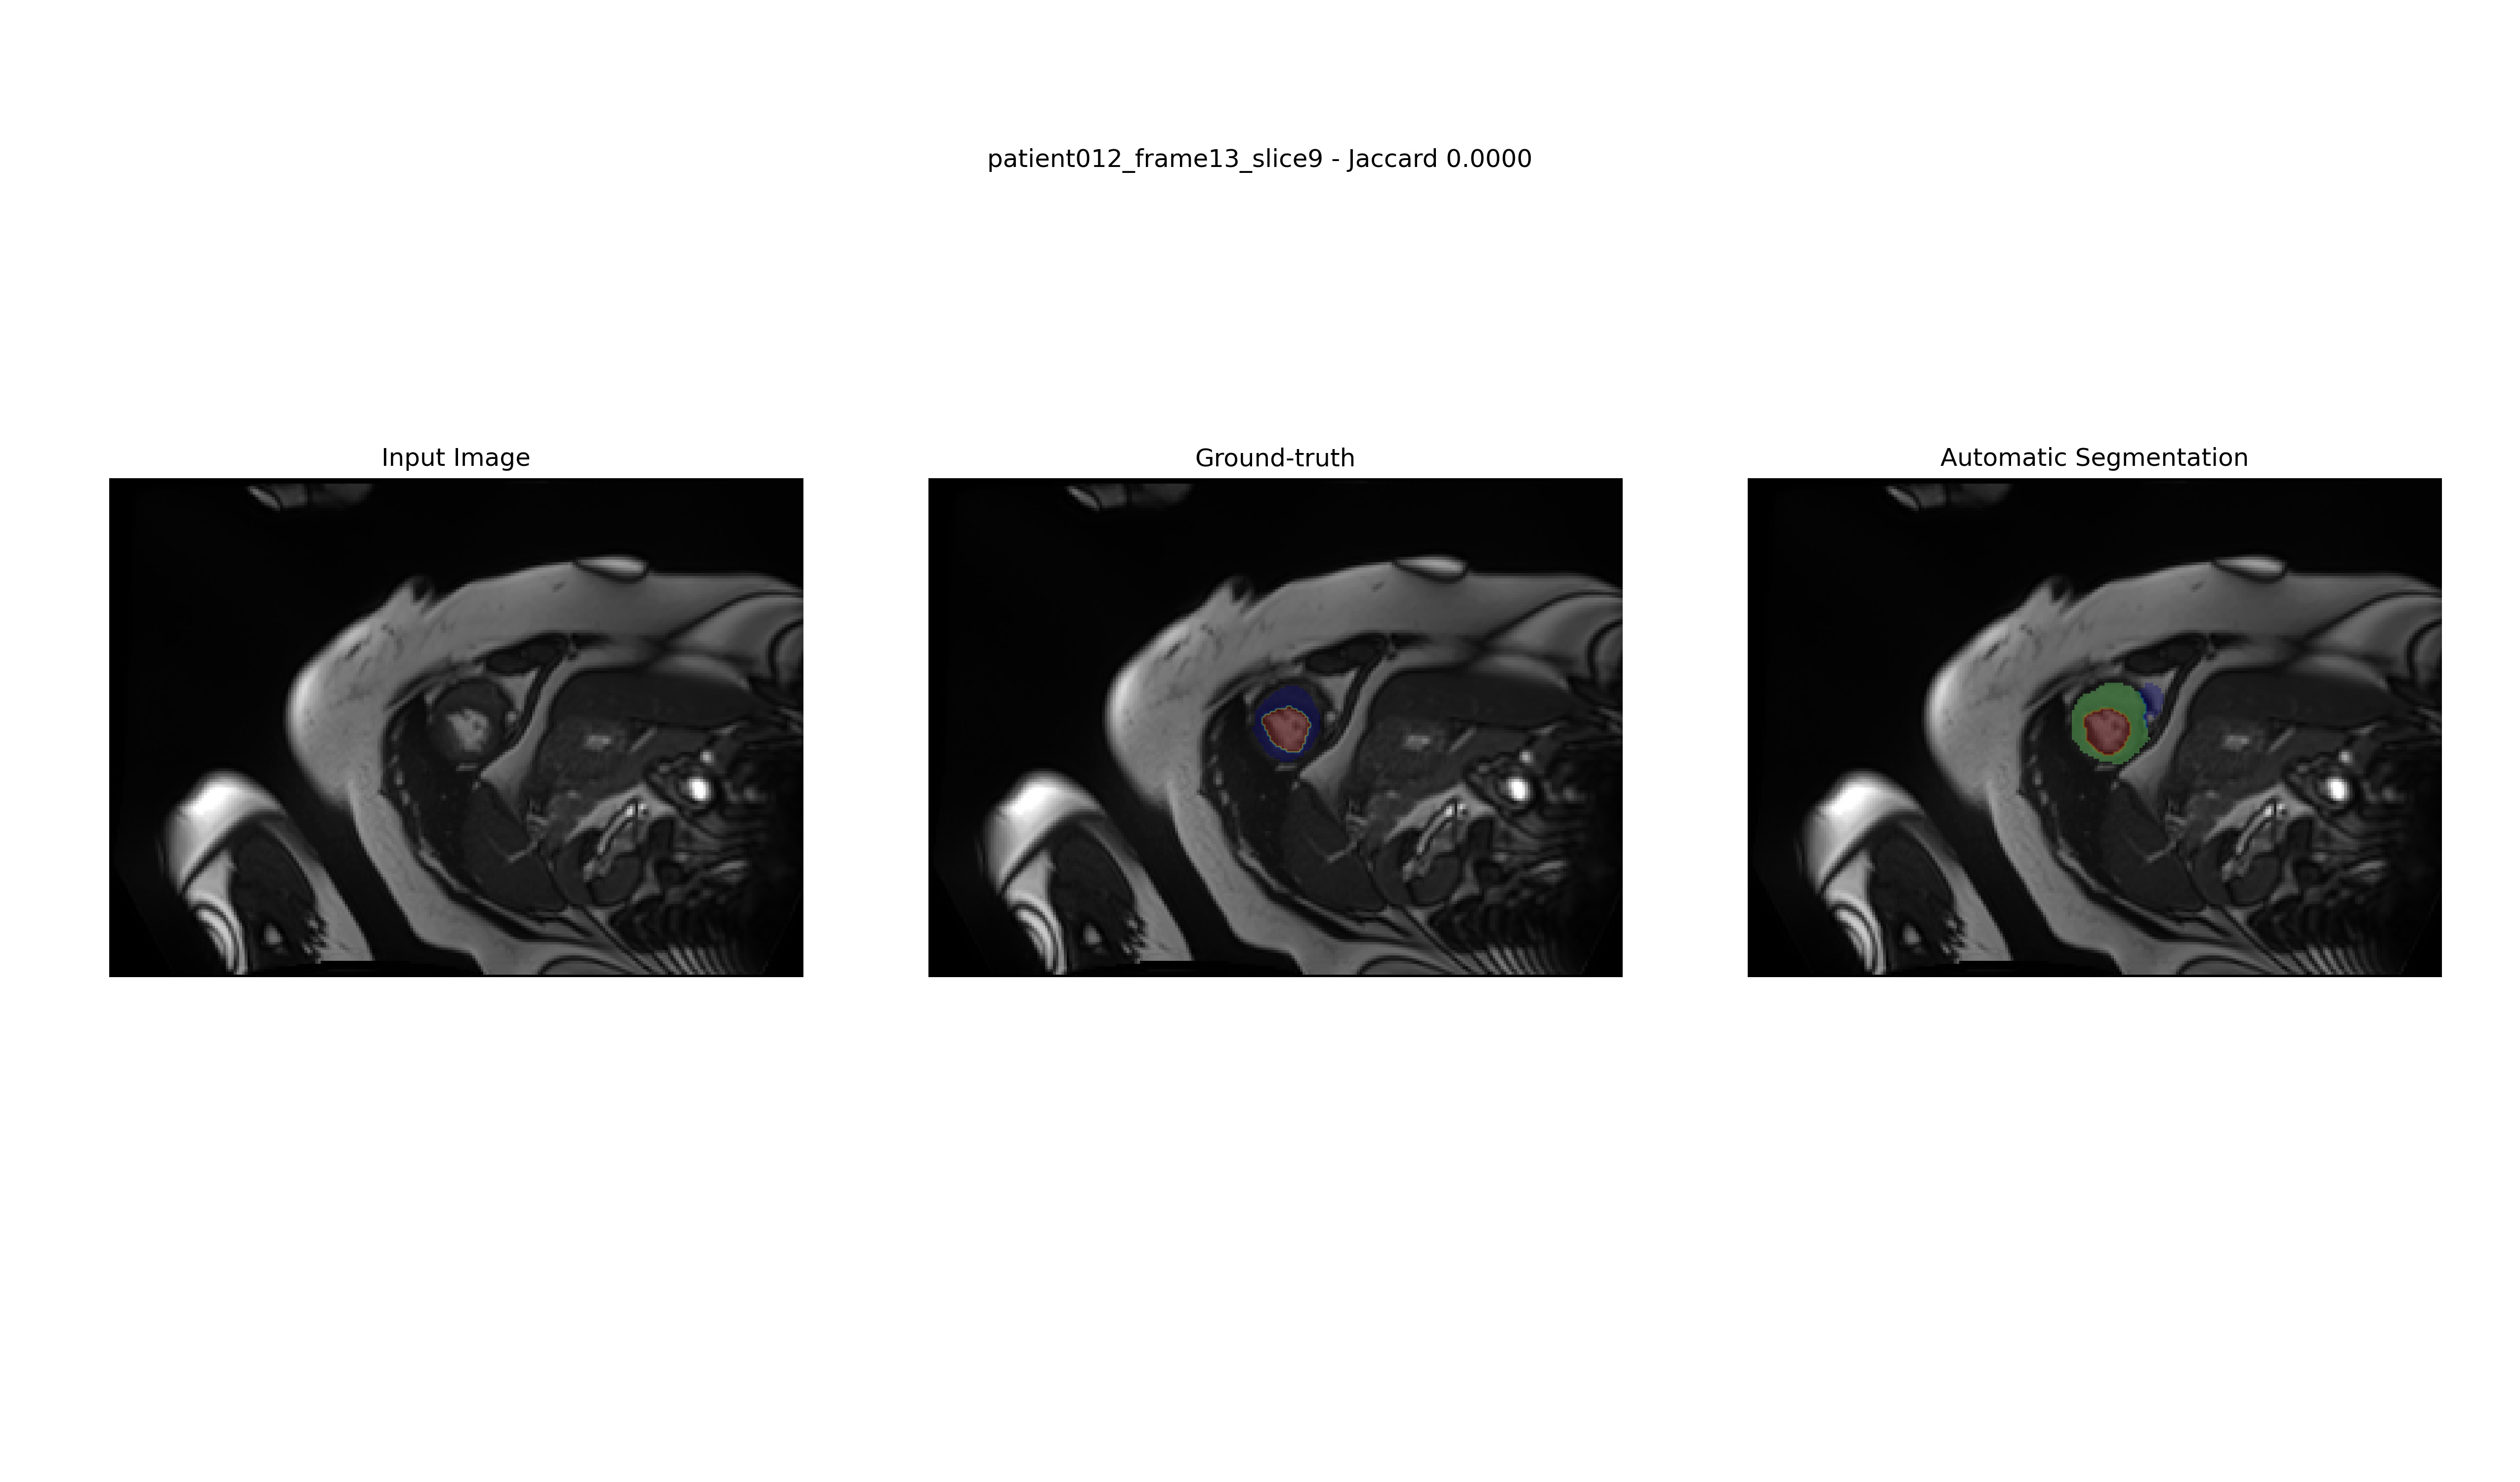 patient012_frame13_slice9 - Jaccard 0.0000
Input Image
Ground-truth
Automatic Segmentation